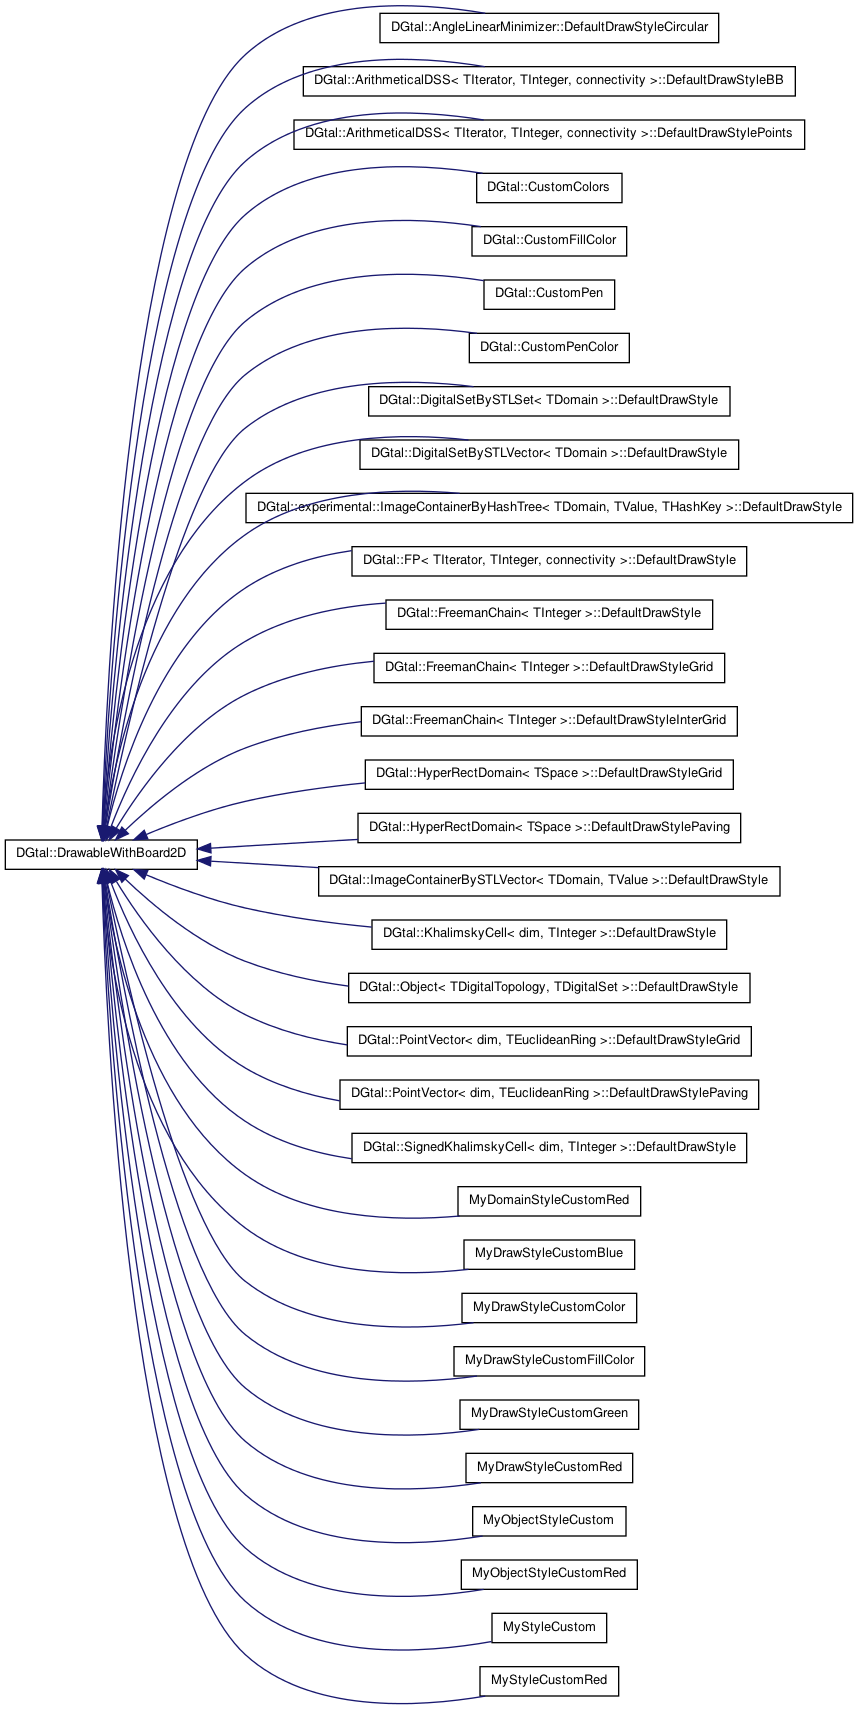 DGtal::AngleLinearMinimizer::DefaultDrawStyleCircular
DGtal::ArithmeticalDSS< TIterator, TInteger, connectivity >::DefaultDrawStyleBB
DGtal::ArithmeticalDSS< TIterator, TInteger, connectivity >::DefaultDrawStylePoints
DGtal::CustomColors
DGtal::CustomFillColor
DGtal::CustomPen
DGtal::CustomPenColor
DGtal::DigitalSetBySTLSet< TDomain >::DefaultDrawStyle
DGtal::DigitalSetBySTLVector< TDomain >::DefaultDrawStyle
DGtal::experimental::ImageContainerByHashTree< TDomain, TValue, THashKey >::DefaultDrawStyle
DGtal::FP< TIterator, TInteger, connectivity >::DefaultDrawStyle
DGtal::FreemanChain< TInteger >::DefaultDrawStyle
DGtal::FreemanChain< TInteger >::DefaultDrawStyleGrid
DGtal::FreemanChain< TInteger >::DefaultDrawStyleInterGrid
DGtal::HyperRectDomain< TSpace >::DefaultDrawStyleGrid
DGtal::HyperRectDomain< TSpace >::DefaultDrawStylePaving
DGtal::DrawableWithBoard2D
DGtal::ImageContainerBySTLVector< TDomain, TValue >::DefaultDrawStyle
DGtal::KhalimskyCell< dim, TInteger >::DefaultDrawStyle
DGtal::Object< TDigitalTopology, TDigitalSet >::DefaultDrawStyle
DGtal::PointVector< dim, TEuclideanRing >::DefaultDrawStyleGrid
DGtal::PointVector< dim, TEuclideanRing >::DefaultDrawStylePaving
DGtal::SignedKhalimskyCell< dim, TInteger >::DefaultDrawStyle
MyDomainStyleCustomRed
MyDrawStyleCustomBlue
MyDrawStyleCustomColor
MyDrawStyleCustomFillColor
MyDrawStyleCustomGreen
MyDrawStyleCustomRed
MyObjectStyleCustom
MyObjectStyleCustomRed
MyStyleCustom
MyStyleCustomRed